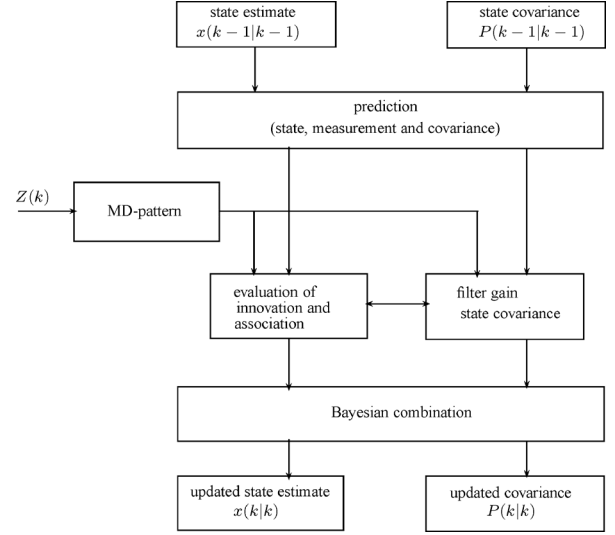 state estimate
x(k − 1|k − 1)
state covariance
P(k − 1|k − 1)
prediction
(state, measurement and covariance)
Z(k)
MD-pattern
evaluation of
innovation and
association
filter gain
state covariance
Bayesian combination
updated state estimate
x(k|k)
updated covariance
P(k|k)